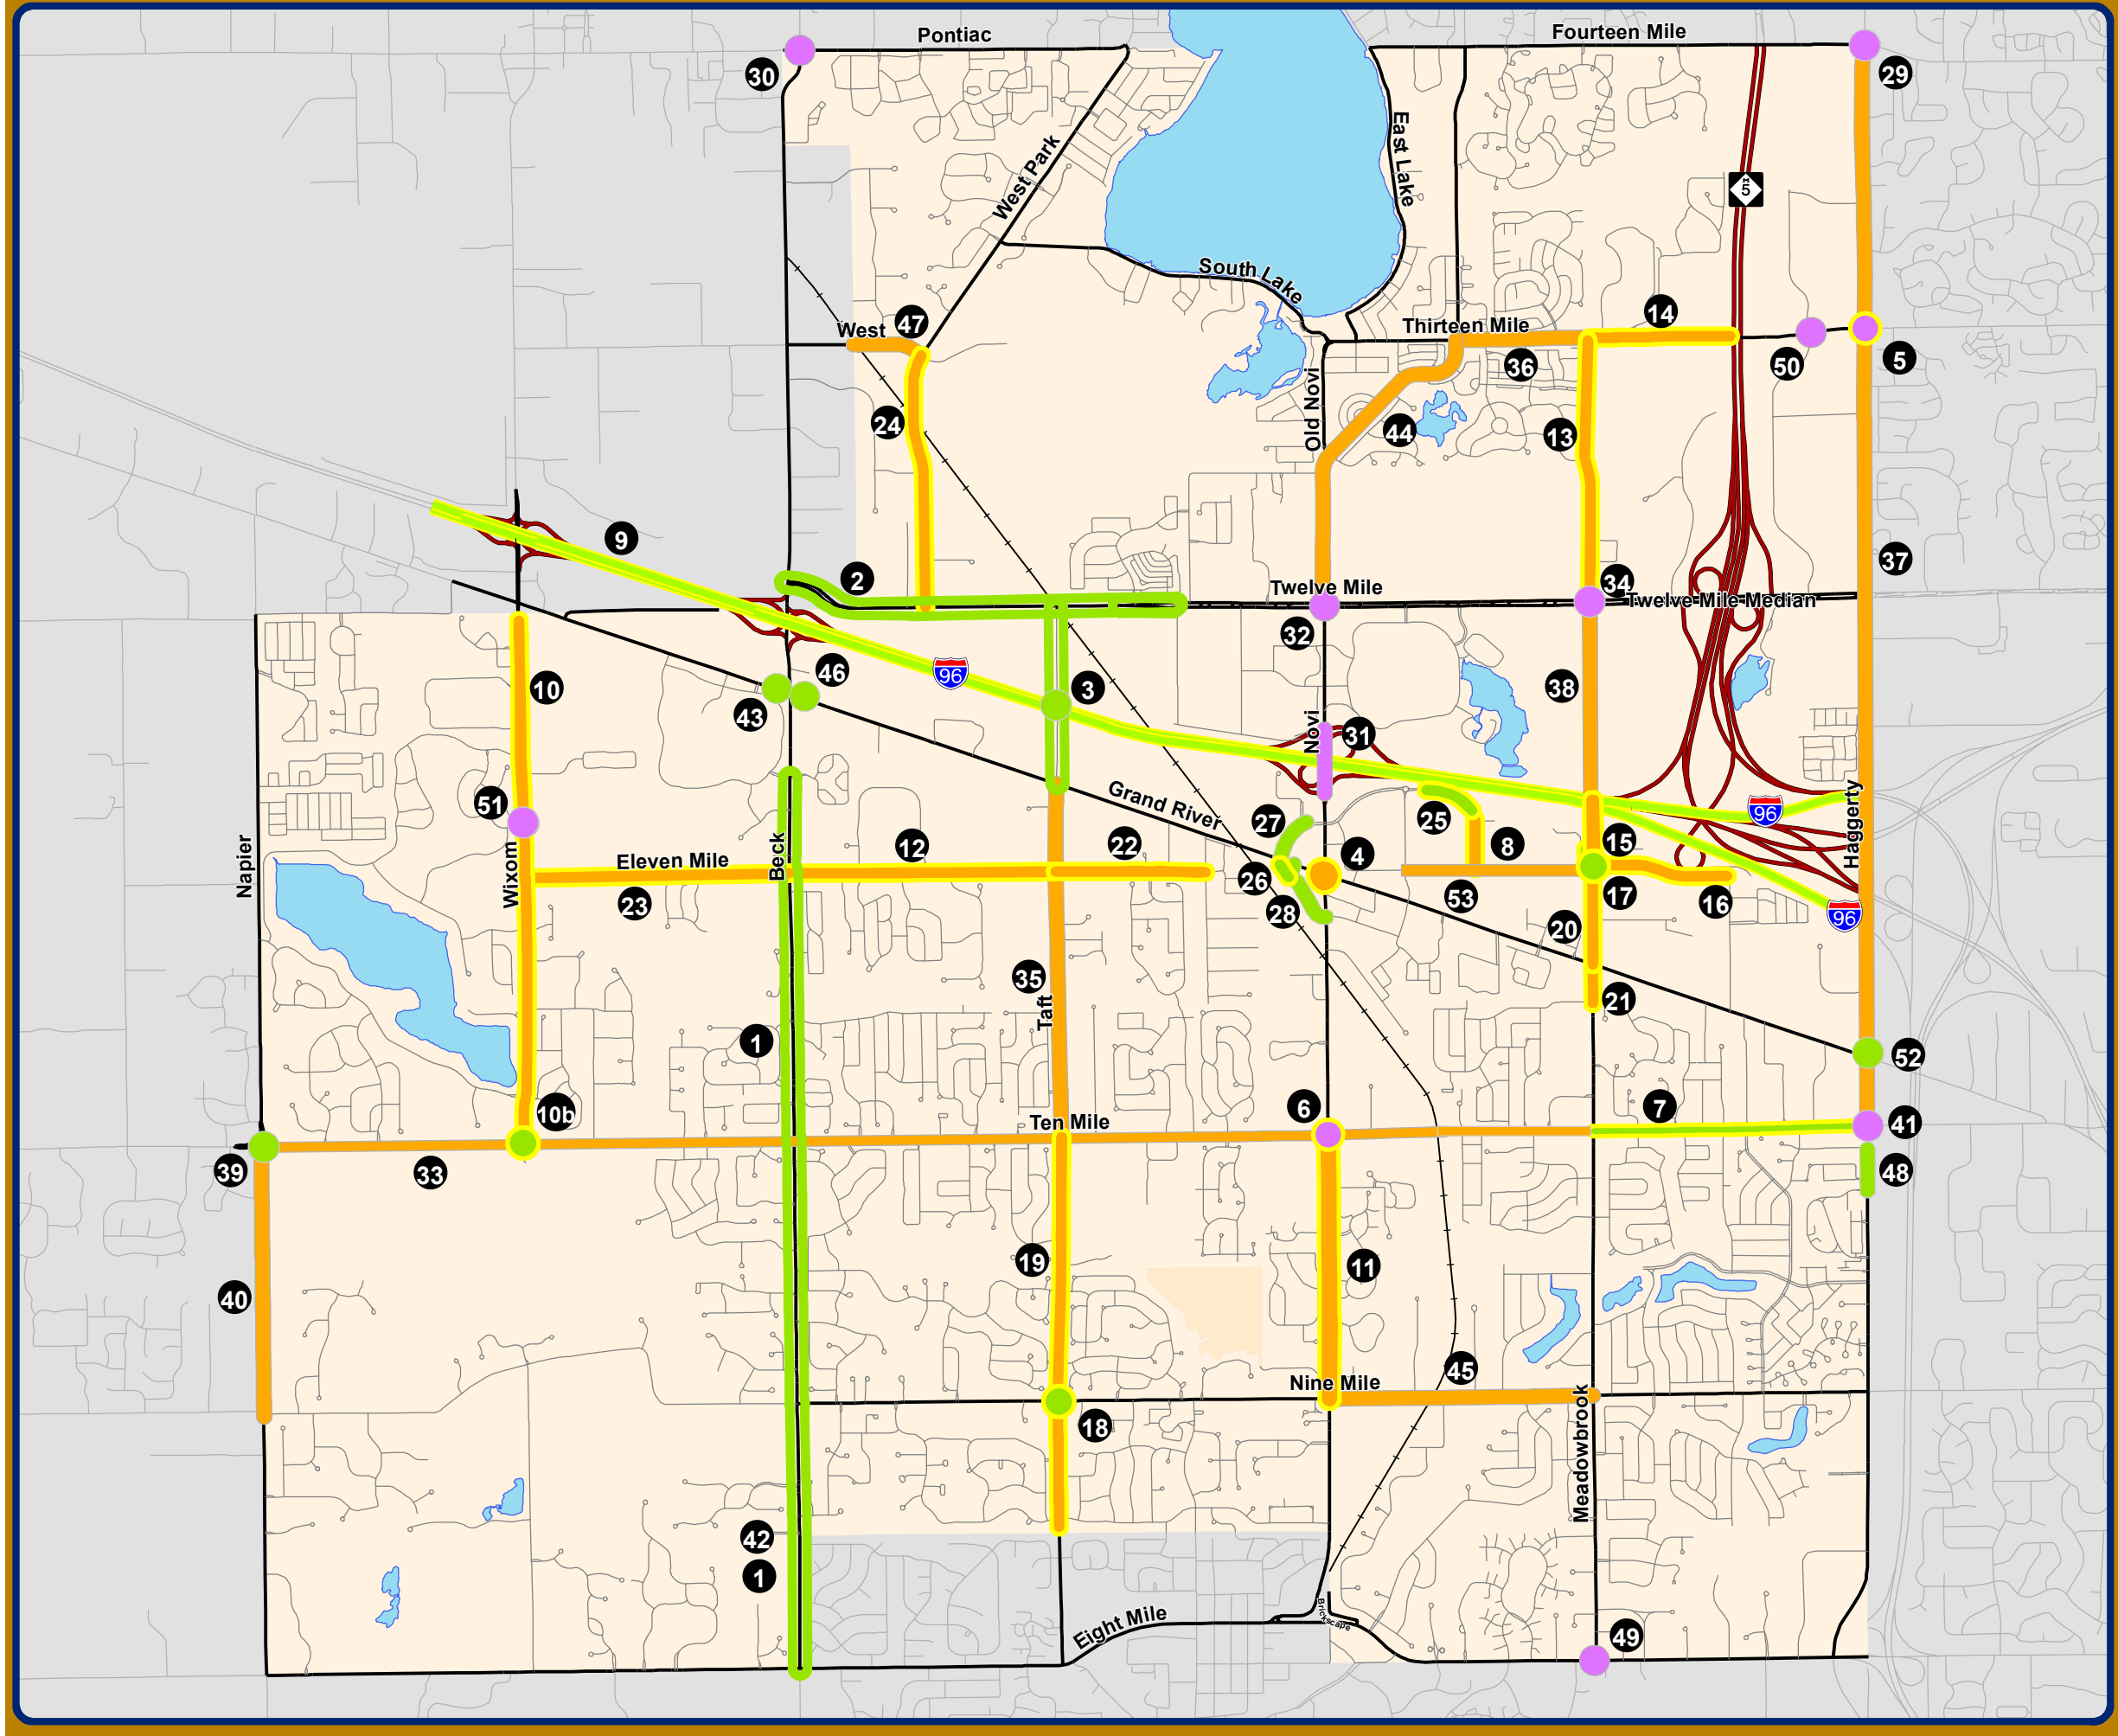 Pontiac
Fourteen Mile
30
29
West Park
East Lake
M
5
South Lake
West
47
Thirteen Mile
14
36
50
5
24
Old Novi
44
13
9
2
Twelve Mile
34
Twelve Mile Median
37
32
46
96
10
43
3
38
Novi
31
51
Grand River
27
25
96
Haggerty
Napier
Wixom
Eleven Mile
Beck
12
22
4
8
15
23
26
53
17
16
28
20
96
35
Taft
21
1
52
10b
Ten Mile
6
7
41
39
33
48
19
11
40
45
Nine Mile
18
Meadowbrook
42
1
Eight Mile
Brickscape
49